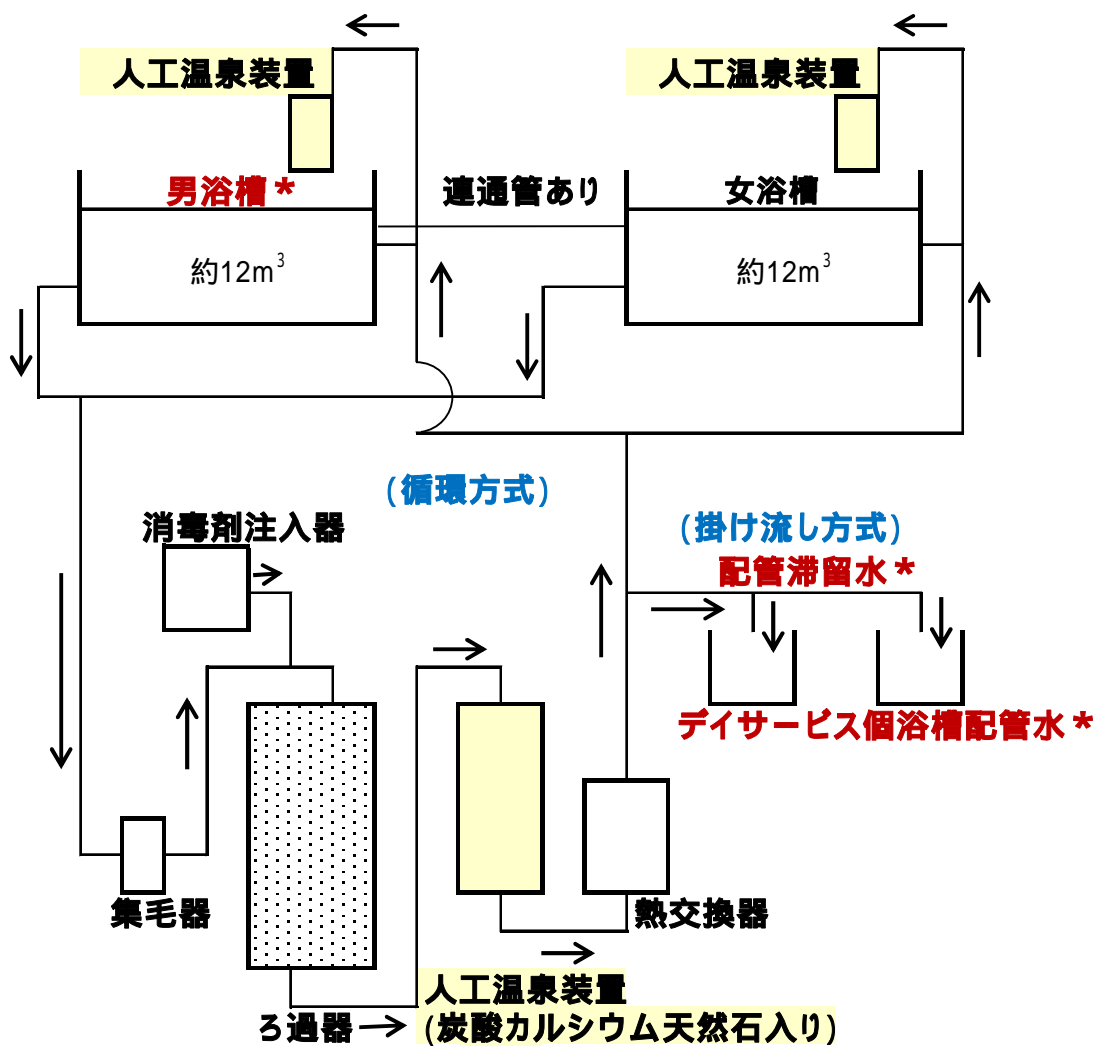 人工温泉装置
人工温泉装置
男浴槽*
連通管あり
女浴槽
約12m³
約12m³
(循環方式)
消毒剤注入器
(掛け流し方式)
配管滞留水*
デイサービス個浴槽配管水*
集毛器
熱交換器
人工温泉装置
ろ過器
(炭酸カルシウム天然石入り)